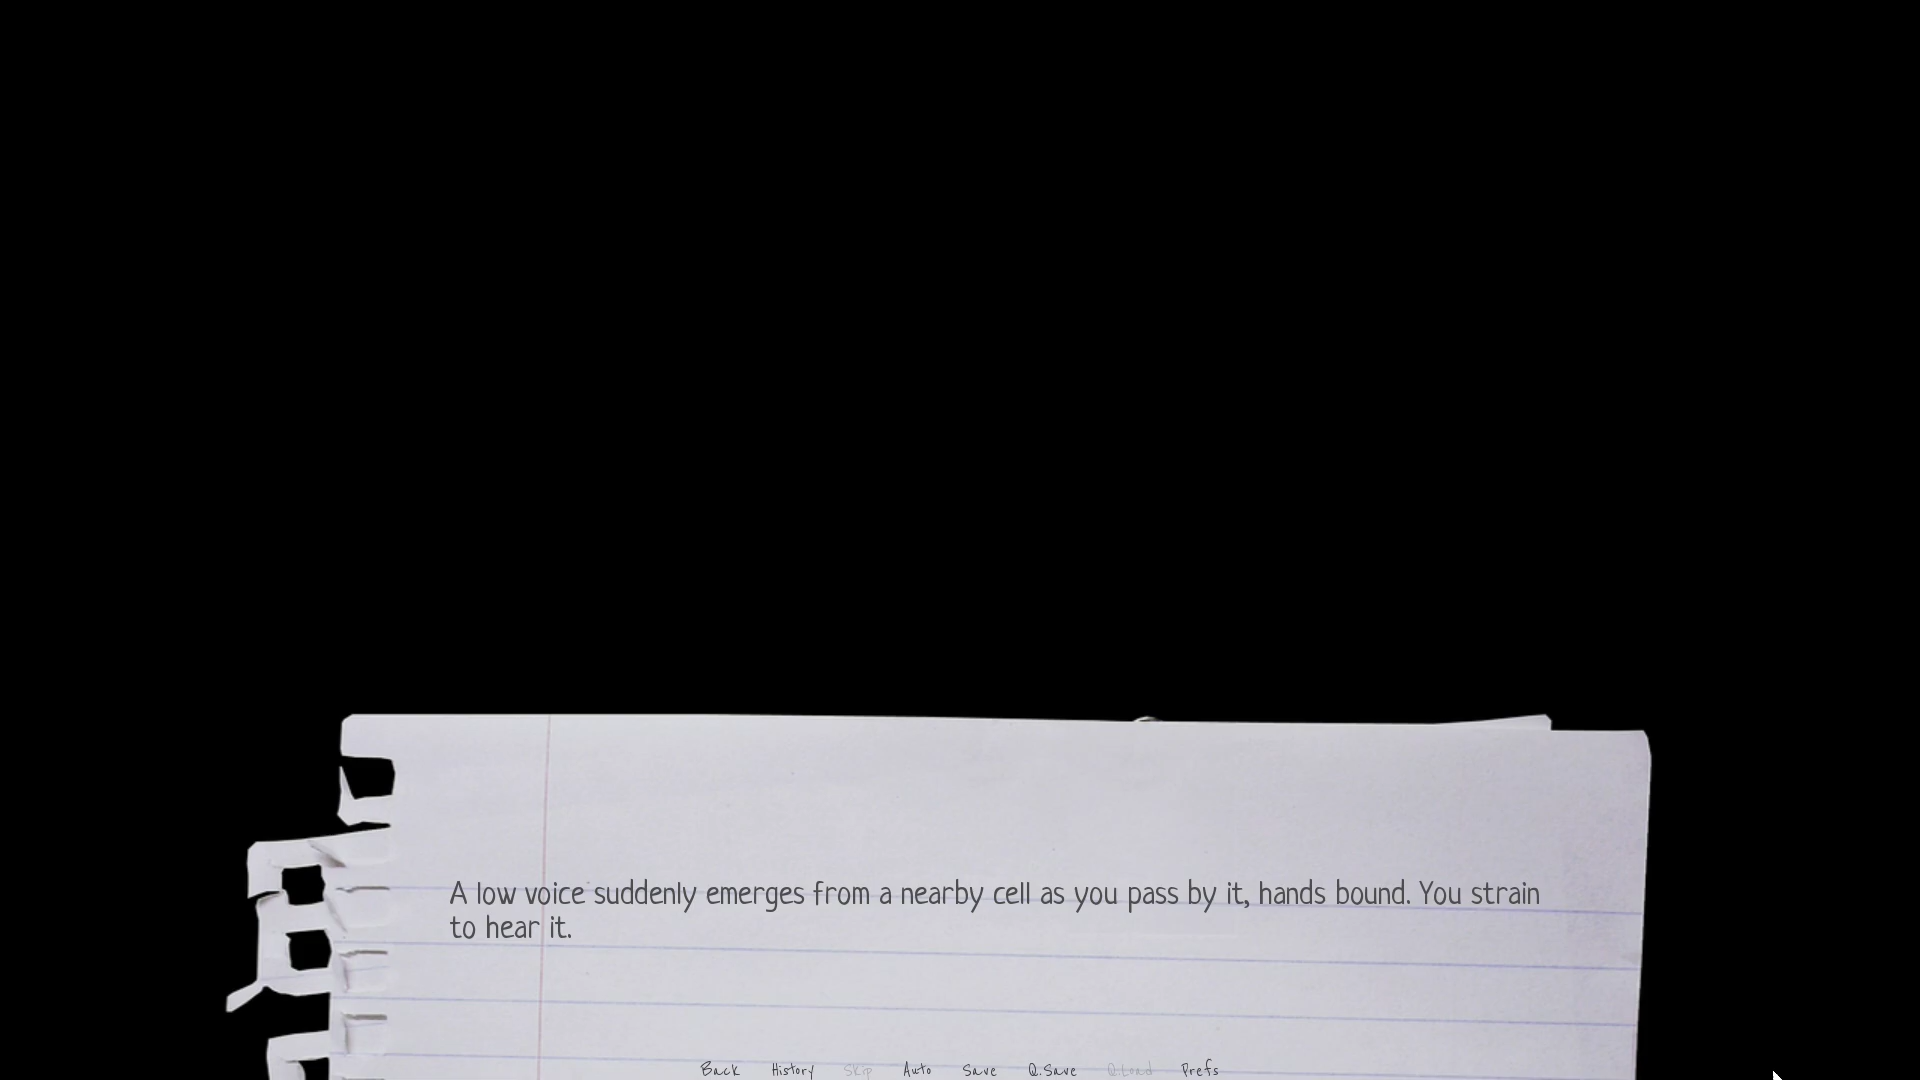 A low voice suddenly emerges from a nearby cell as you pass by it, hands bound. You strain
to hear it.
Back History Skip Auto Save Q.Save Q.Load Prefs